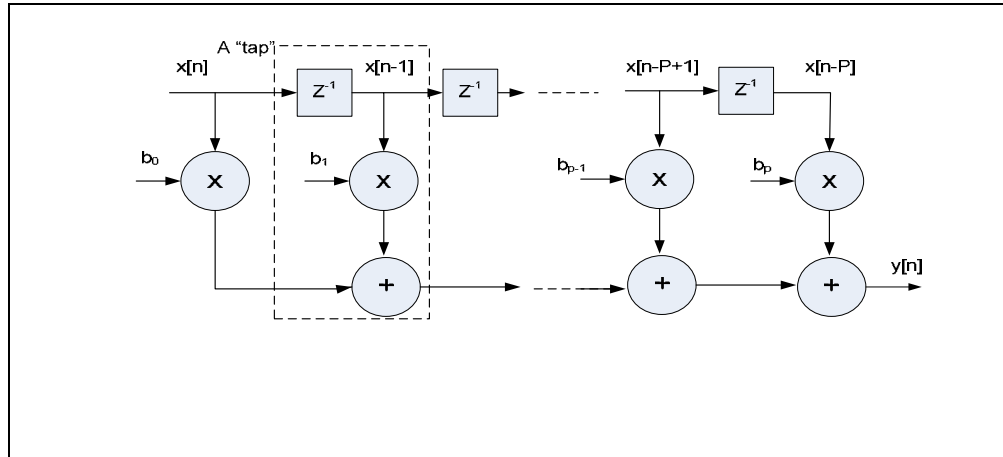 A “tap”
x[n]
x[n-1]
x[n-P+1]
x[n-P]
Z⁻¹
Z⁻¹
Z⁻¹
b₀
b₁
bₚ₋₁
bₚ
X
X
X
X
+
+
+
y[n]